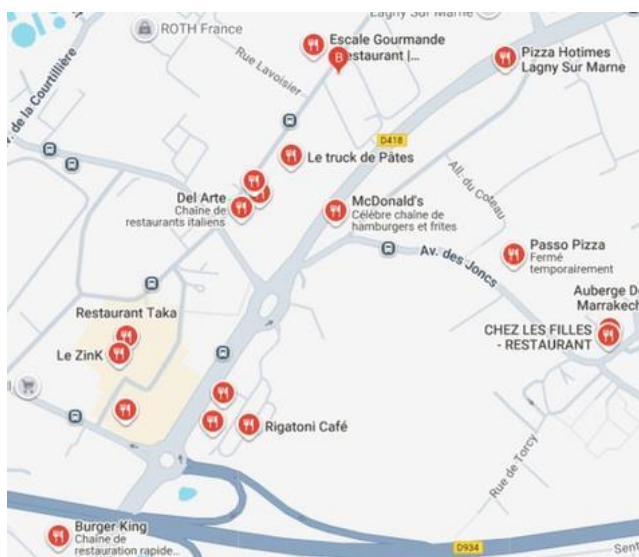 Lagny Sur Marne
ROTH France
Escale Gourmande
Restaurant |...
B
Pizza Hotimes
Lagny Sur Marne
Rue Lavoisier
de la Courtillière
D418
Le truck de Pâtes
All. du Coteau
Del Arte
Chaîne de
restaurants italiens
McDonald's
Célèbre chaîne de
hamburgers et frites
Av. des Joncs
Passo Pizza
Fermé
temporairement
Restaurant Taka
Le ZinK
Auberge De
Marrakech
CHEZ LES FILLES
- RESTAURANT
Rigatoni Café
Rue de Torcy
Burger King
Chaîne de
restauration rapide...
D934
Sent